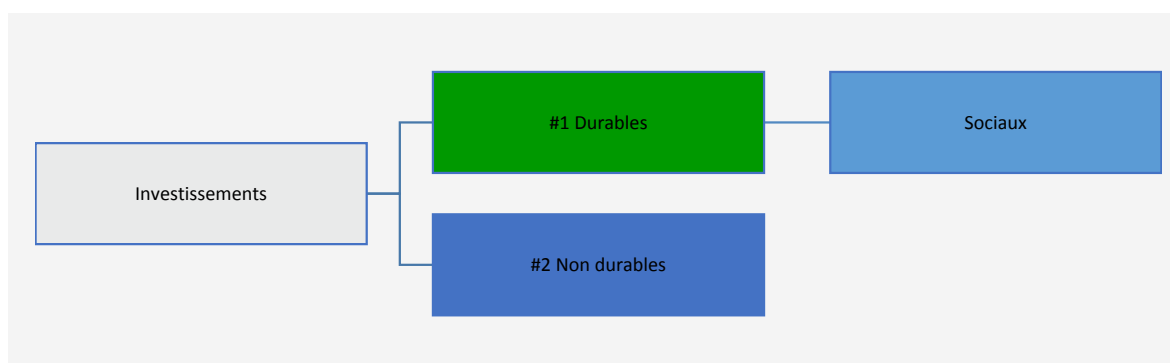 Investissements
#1 Durables
Sociaux
#2 Non durables